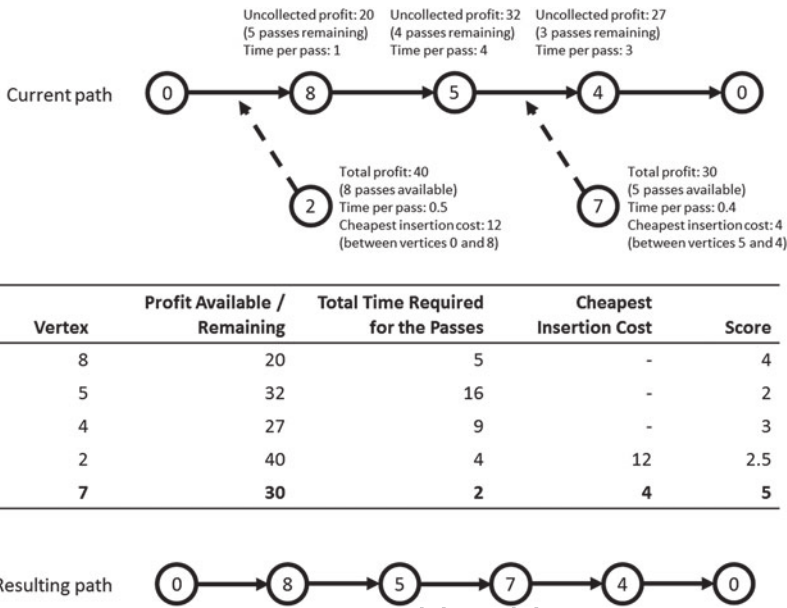 Uncollected profit: 20
(5 passes remaining)
Time per pass: 1
Uncollected profit: 32
(4 passes remaining)
Time per pass: 4
Uncollected profit: 27
(3 passes remaining)
Time per pass: 3
Current path
0
8
5
4
0
2
Total profit: 40
(8 passes available)
Time per pass: 0.5
Cheapest insertion cost: 12
(between vertices 0 and 8)
7
Total profit: 30
(5 passes available)
Time per pass: 0.4
Cheapest insertion cost: 4
(between vertices 5 and 4)
Profit Available / Total Time Required Cheapest
Vertex Remaining for the Passes Insertion Cost Score
8 20 5 - 4
5 32 16 - 2
4 27 9 - 3
2 40 4 12 2.5
7 30 2 4 5
Resulting path 0 8 5 7 4 0